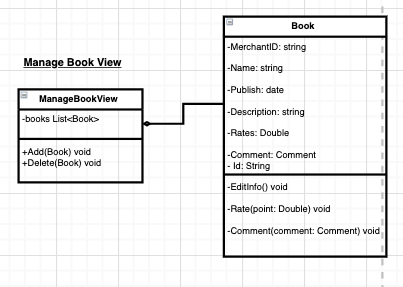 Manage Book View
ManageBookView
-books List<Book>
+Add(Book) void
+Delete(Book) void
Book
-MerchantID: string
-Name: string
-Publish: date
-Description: string
-Rates: Double
-Comment: Comment
- Id: String
-EditInfo() void
-Rate(point: Double) void
-Comment(comment: Comment) void